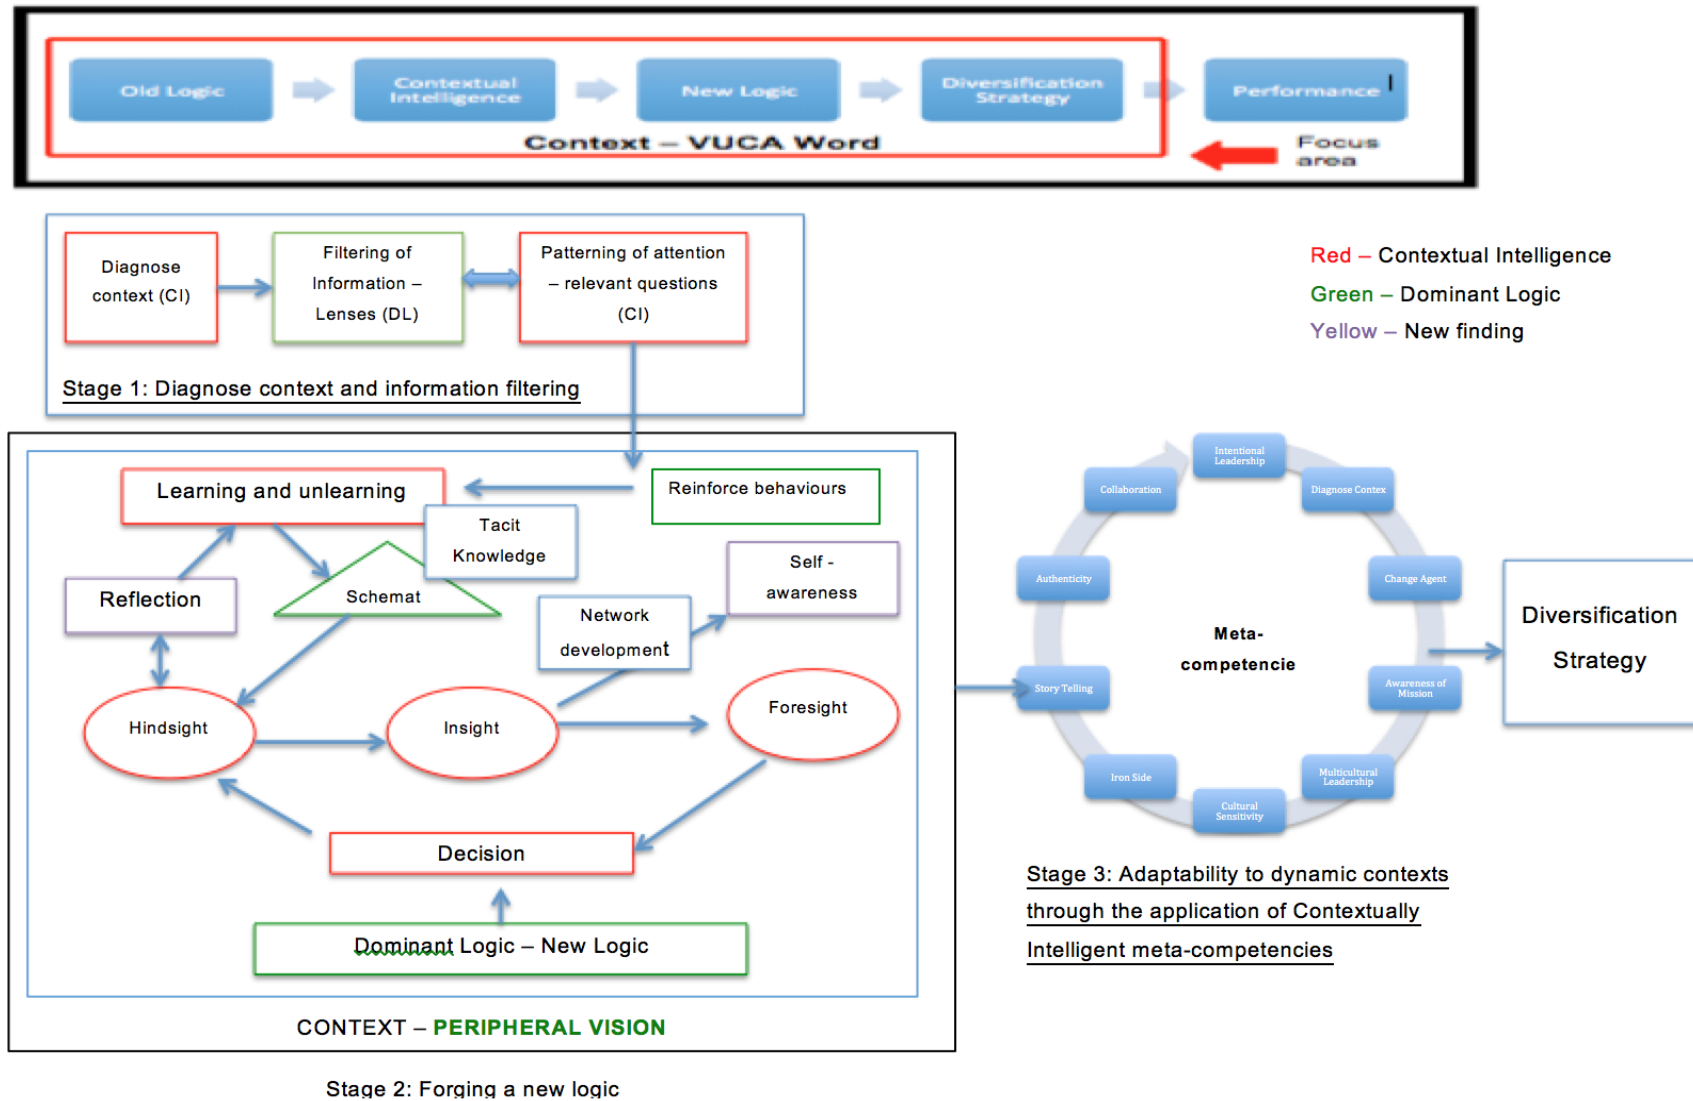 Old Logic
Contextual
Intelligence
New Logic
Diversification
Strategy
Performance
Context – VUCA Word
Focus
area
Diagnose
context (CI)
Filtering of
Information –
Lenses (DL)
Patterning of attention
– relevant questions
(CI)
Stage 1: Diagnose context and information filtering
Red – Contextual Intelligence
Green – Dominant Logic
Yellow – New finding
Learning and unlearning
Reinforce behaviours
Tacit
Knowledge
Self -
awareness
Reflection
Schemat
Network
development
Hindsight
Insight
Foresight
Decision
Dominant Logic – New Logic
CONTEXT – PERIPHERAL VISION
Stage 2: Forging a new logic
Intentional
Leadership
Diagnose Contex
Change Agent
Awareness of
Mission
Multicultural
Leadership
Cultural
Sensitivity
Iron Side
Story Telling
Authenticity
Collaboration
Meta-
competencie
Diversification
Strategy
Stage 3: Adaptability to dynamic contexts
through the application of Contextually
Intelligent meta-competencies